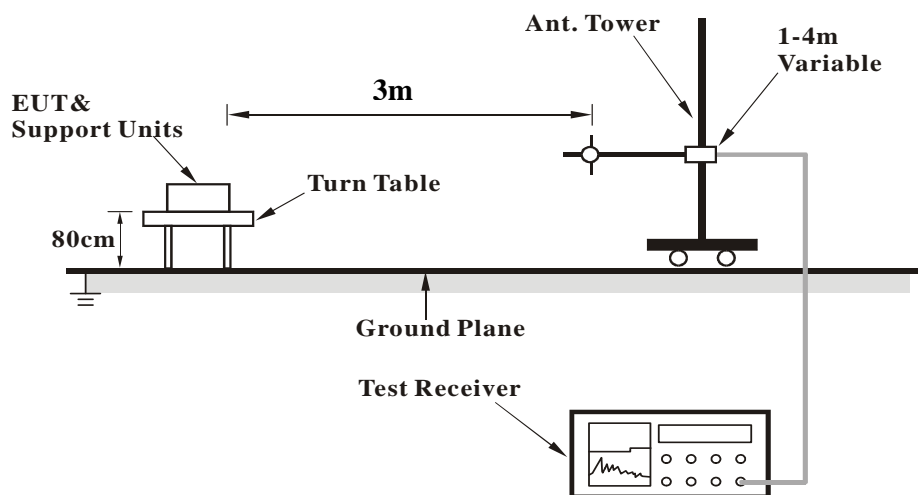 Ant. Tower
1-4m
Variable
3m
EUT&
Support Units
Turn Table
80cm
Ground Plane
Test Receiver